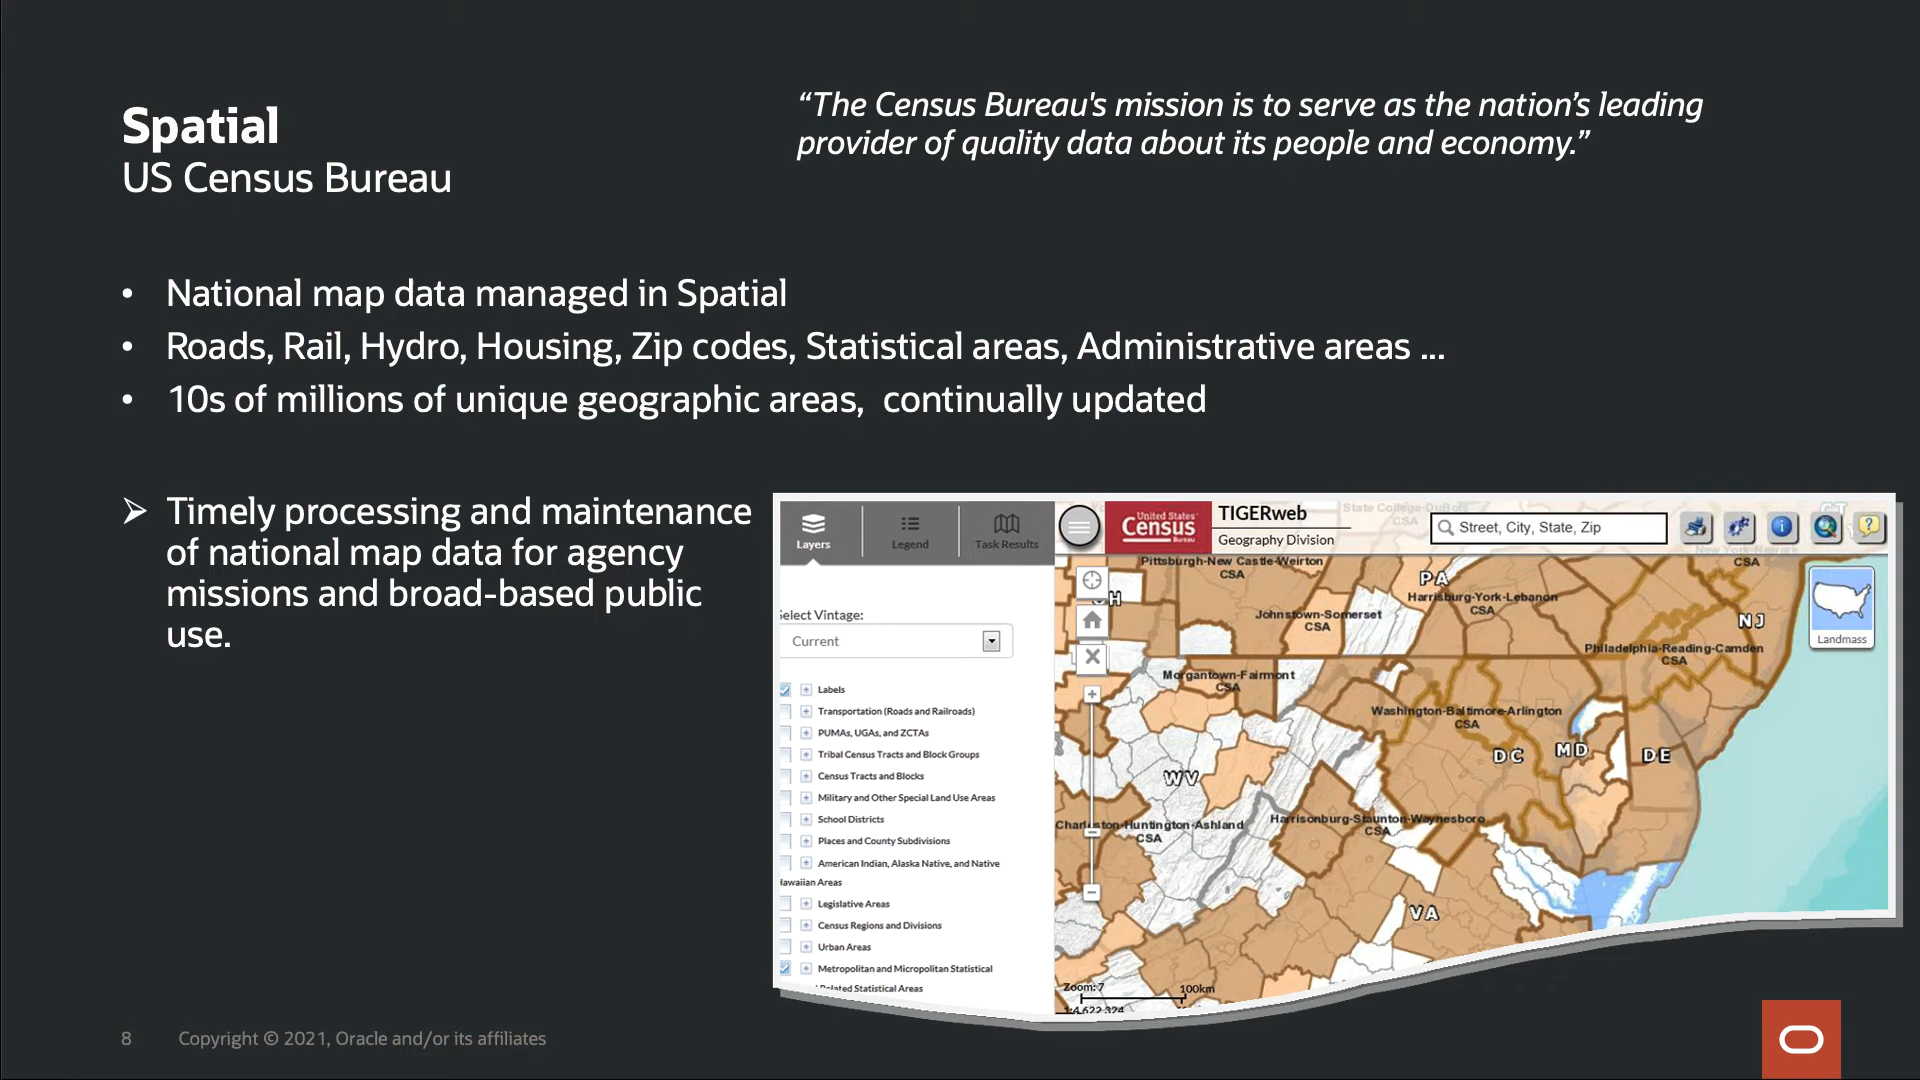 Spatial
US Census Bureau
“The Census Bureau's mission is to serve as the nation’s leading
provider of quality data about its people and economy.”
• National map data managed in Spatial
• Roads, Rail, Hydro, Housing, Zip codes, Statistical areas, Administrative areas ...
• 10s of millions of unique geographic areas,  continually updated
➢ Timely processing and maintenance
of national map data for agency
missions and broad-based public
use.
Layers
Legend
Task Results
United States
Census
Bureau
TIGERweb
Geography Division
Street, City, State, Zip
Select Vintage:
Current
Labels
Transportation (Roads and Railroads)
PUMAs, UGAs, and ZCTAs
Tribal Census Tracts and Block Groups
Census Tracts and Blocks
Military and Other Special Land Use Areas
School Districts
Places and County Subdivisions
American Indian, Alaska Native, and Native
Hawaiian Areas
Legislative Areas
Census Regions and Divisions
Urban Areas
Metropolitan and Micropolitan Statistical
Related Statistical Areas
State College-DuBois
CSA
New York-Newark
CSA
Pittsburgh-New Castle-Weirton
CSA
PA
Harrisburg-York-Lebanon
CSA
Johnstown-Somerset
CSA
NJ
Philadelphia-Reading-Camden
CSA
Landmass
Morgantown-Fairmont
CSA
Washington-Baltimore-Arlington
CSA
DC
MD
DE
WV
Charleston-Huntington-Ashland
CSA
Harrisonburg-Staunton-Waynesboro
CSA
VA
Zoom: 7
100km
1:4,622,324
8
Copyright © 2021, Oracle and/or its affiliates